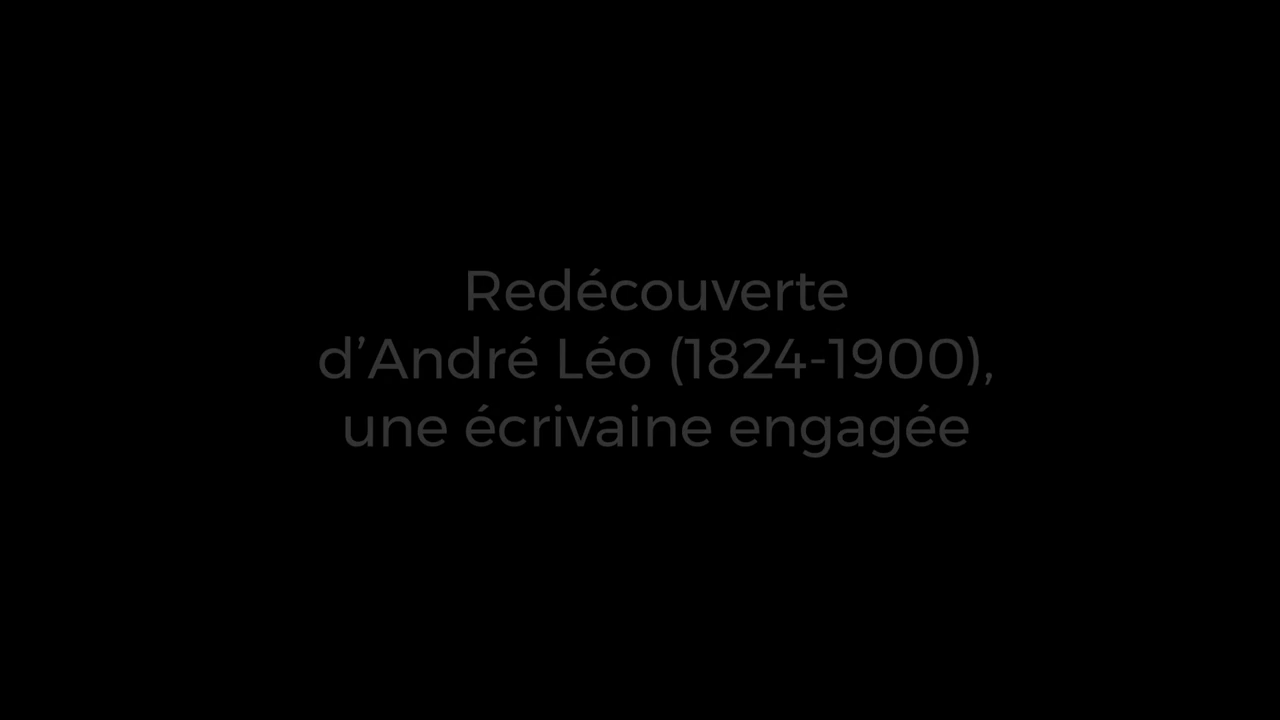 Redécouverte
d’André Léo (1824-1900),
une écrivaine engagée